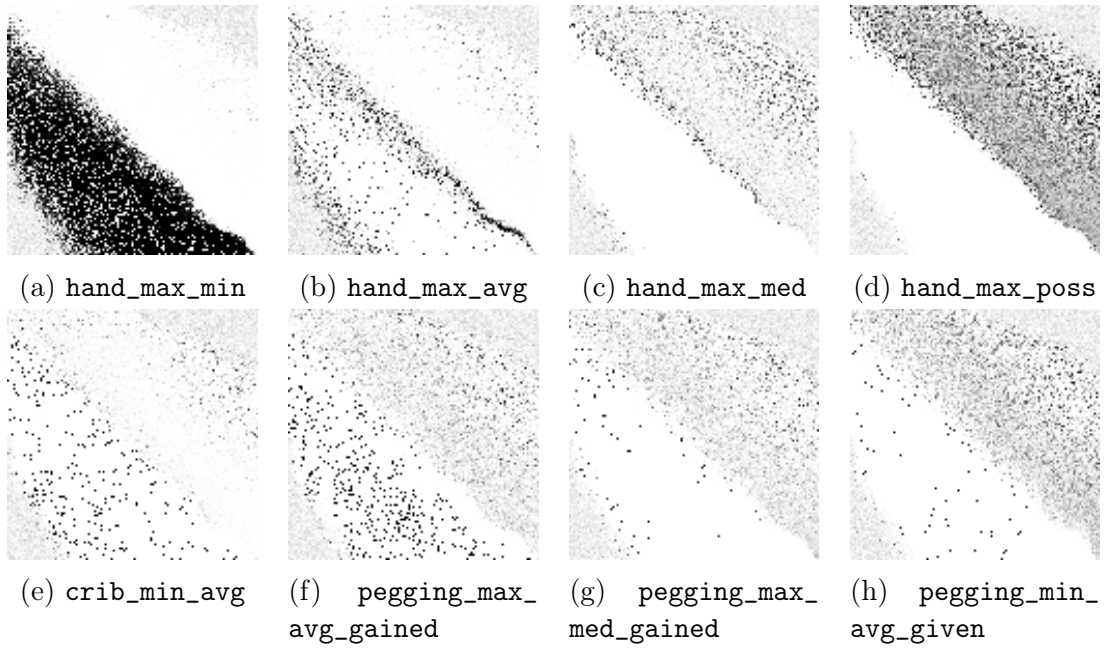 (a) hand_max_min
(b) hand_max_avg
(c) hand_max_med
(d) hand_max_poss
(e) crib_min_avg
(f) pegging_max_
avg_gained
(g) pegging_max_
med_gained
(h) pegging_min_
avg_given